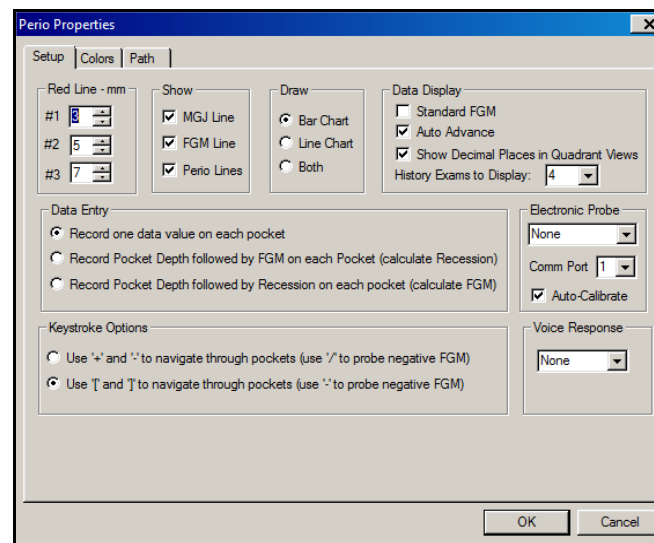 Perio Properties
Setup Colors Path
Red Line - mm
#1 3
#2 5
#3 7
Show
MGJ Line
FGM Line
Perio Lines
Draw
Bar Chart
Line Chart
Both
Data Display
Standard FGM
Auto Advance
Show Decimal Places in Quadrant Views
History Exams to Display: 4
Data Entry
Record one data value on each pocket
Record Pocket Depth followed by FGM on each Pocket (calculate Recession)
Record Pocket Depth followed by Recession on each pocket (calculate FGM)
Electronic Probe
None
Comm Port 1
Auto-Calibrate
Keystroke Options
Use '+' and '-' to navigate through pockets (use '/' to probe negative FGM)
Use '[' and ']' to navigate through pockets (use '-' to probe negative FGM)
Voice Response
None
OK Cancel